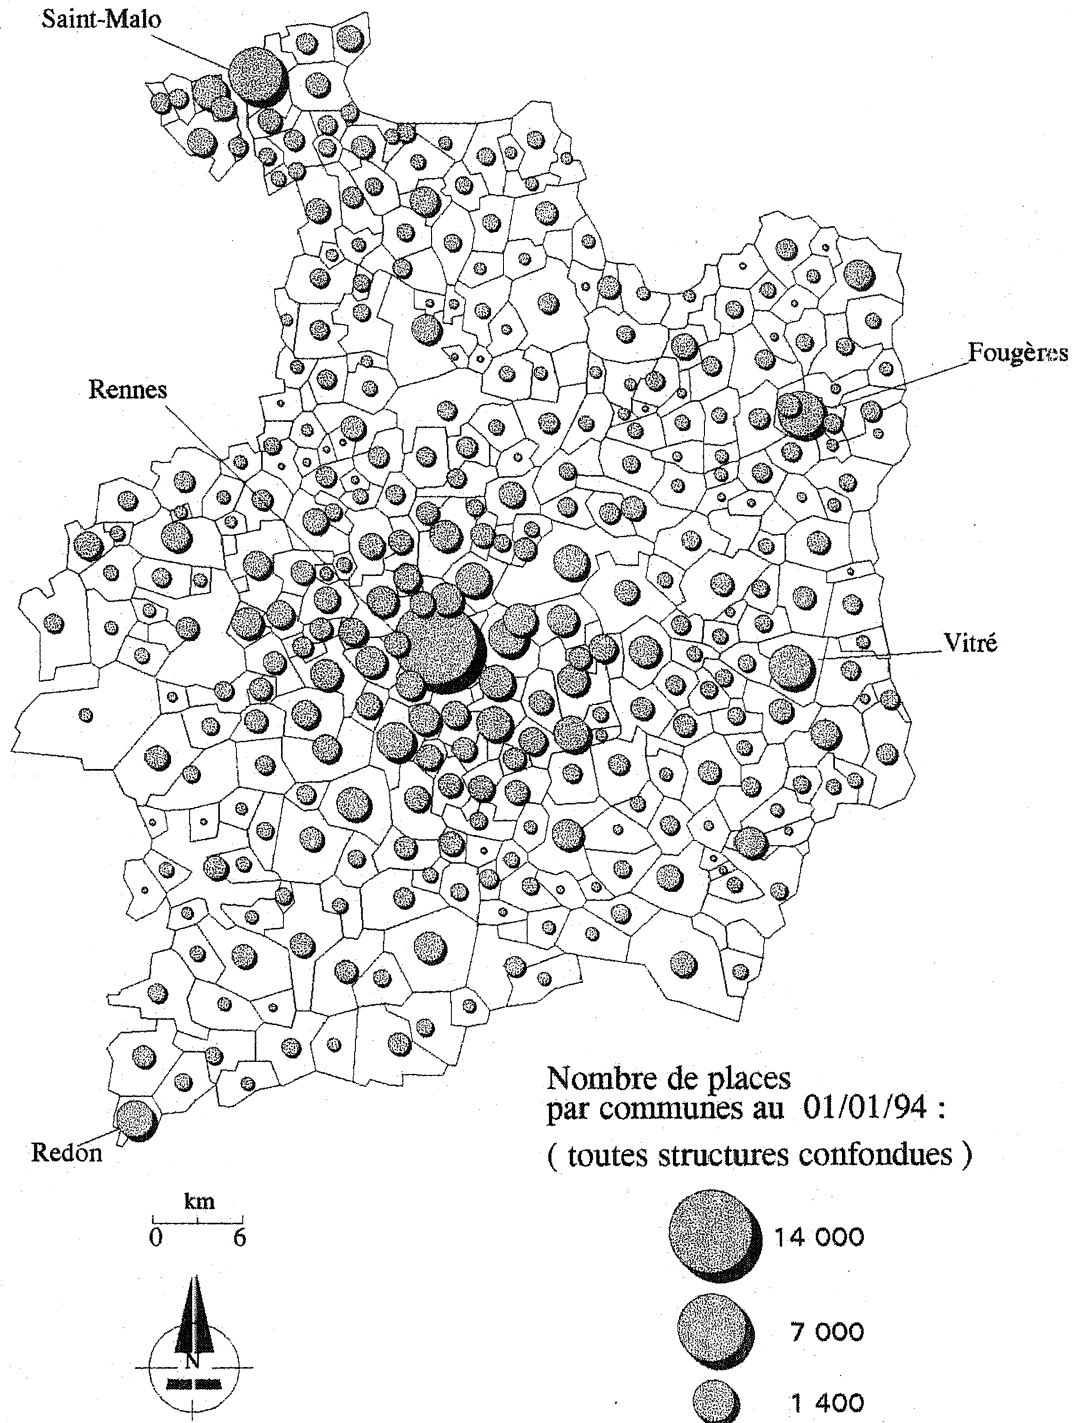 Saint-Malo
Fougères
Rennes
Vitré
Redon
Nombre de places
par communes au 01/01/94 :
( toutes structures confondues )
km
0 6
14 000
7 000
1 400
N